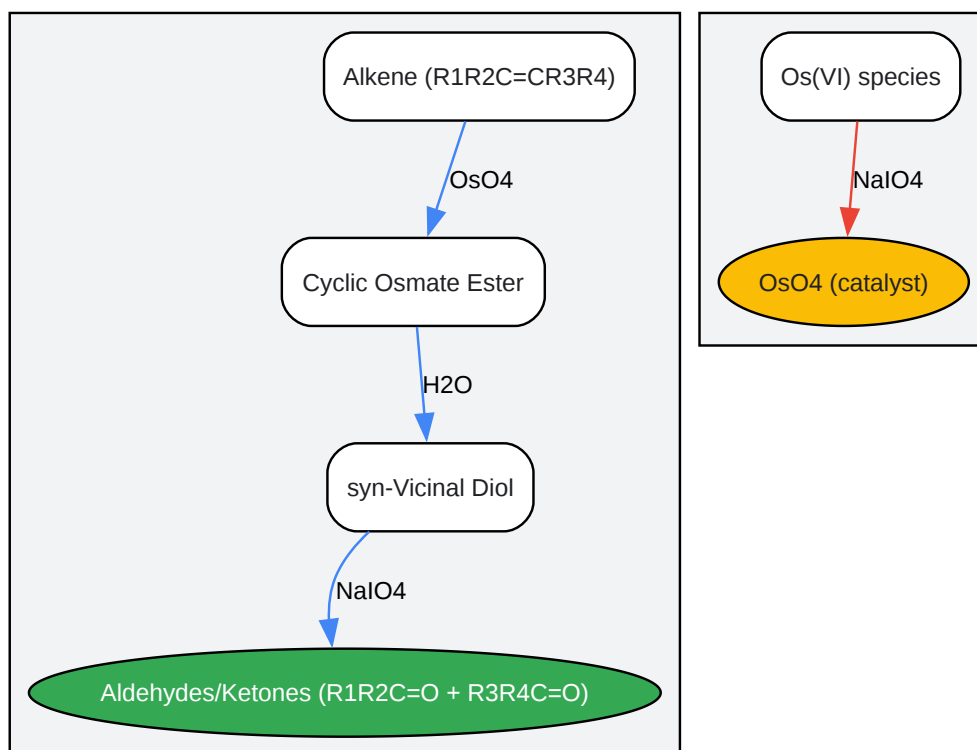 Alkene (R1R2C=CR3R4)
OsO4
Cyclic Osmate Ester
H2O
syn-Vicinal Diol
NaIO4
Aldehydes/Ketones (R1R2C=O + R3R4C=O)
Os(VI) species
NaIO4
OsO4 (catalyst)